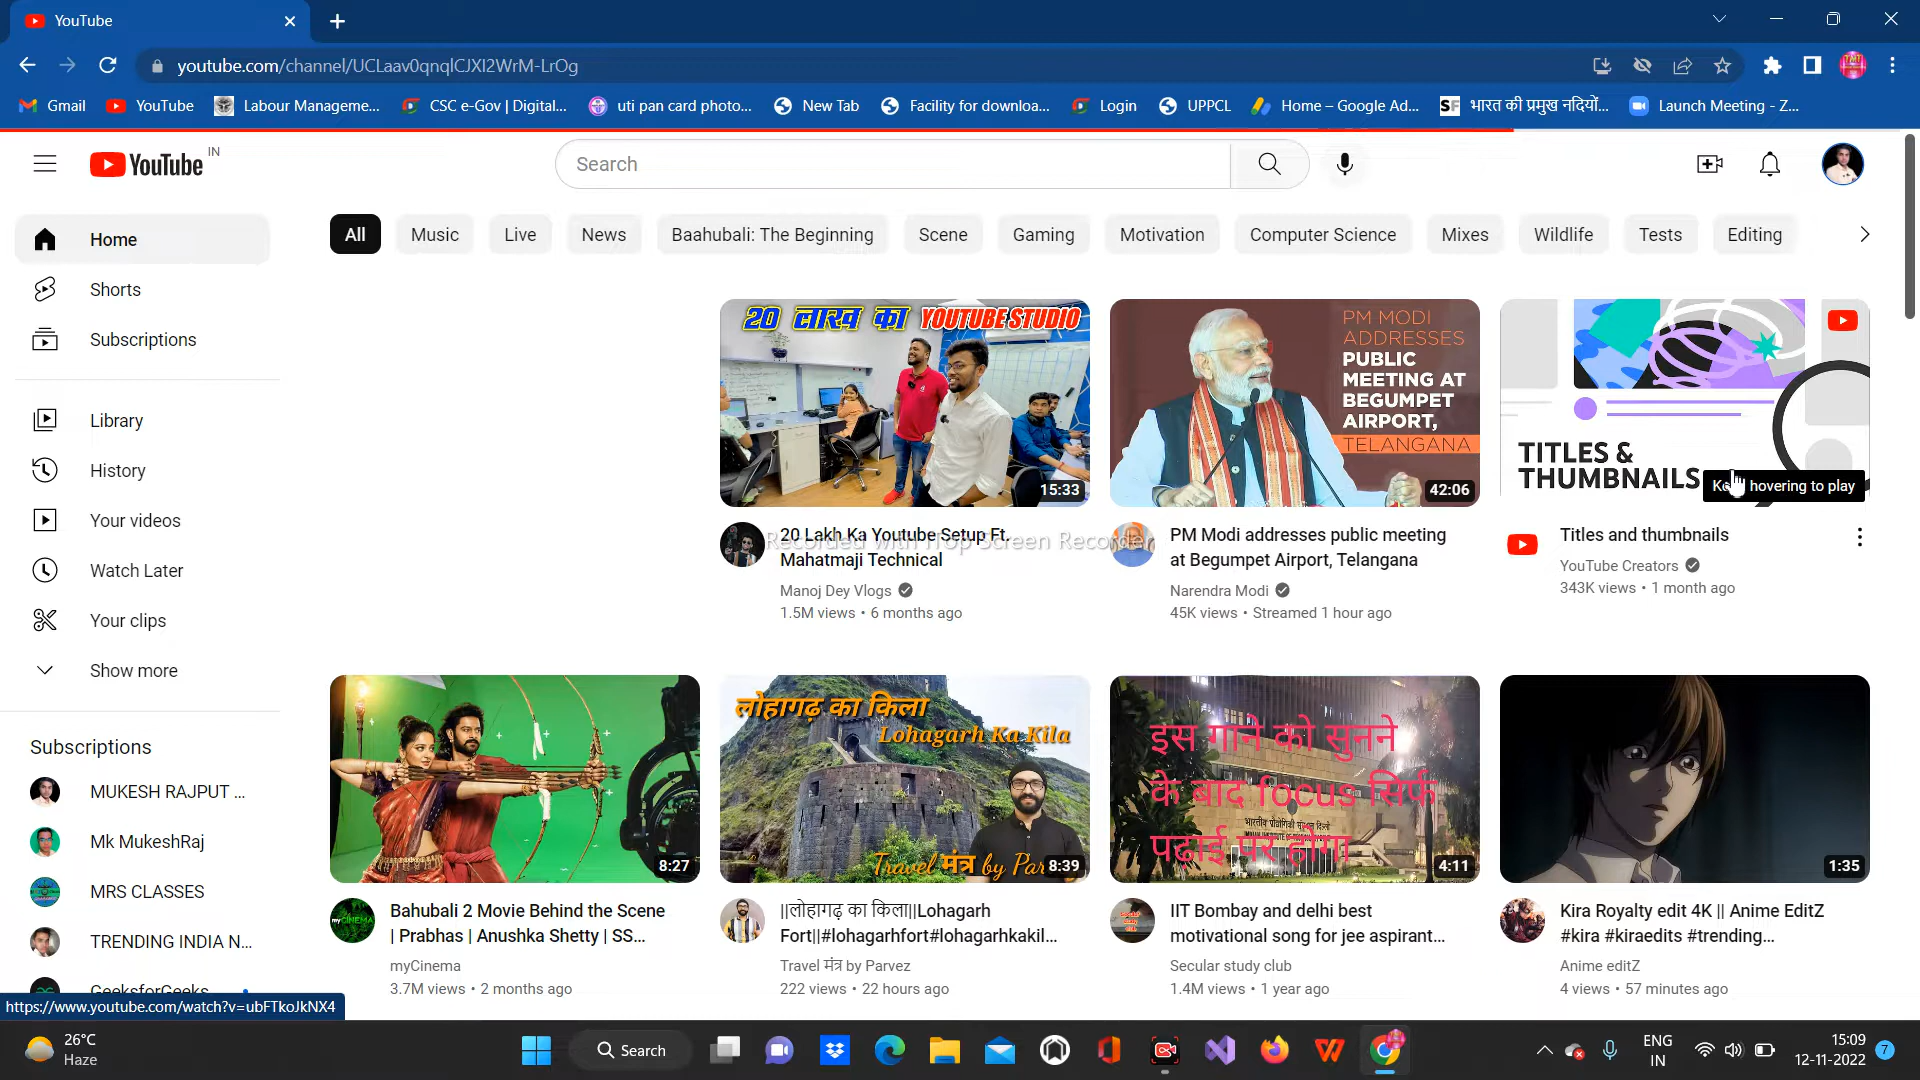 YouTube
youtube.com/channel/UCLaav0qnqlCJXI2WrM-LrOg
Gmail
YouTube
Labour Manageme...
CSC e-Gov | Digital...
uti pan card photo...
New Tab
Facility for downloa...
Login
UPPCL
Home – Google Ad...
SF
भारत की प्रमुख नदियों...
Launch Meeting - Z...
YouTube IN
Search
Home
Shorts
Subscriptions
Library
History
Your videos
Watch Later
Your clips
Show more
Subscriptions
MUKESH RAJPUT ...
Mk MukeshRaj
MRS CLASSES
TRENDING INDIA N...
GeeksforGeeks
All
Music
Live
News
Baahubali: The Beginning
Scene
Gaming
Motivation
Computer Science
Mixes
Wildlife
Tests
Editing
20 लाख का YOUTUBE STUDIO
15:33
20 Lakh Ka Youtube Setup Ft.
Mahatmaji Technical
Manoj Dey Vlogs
1.5M views • 6 months ago
PM MODI
ADDRESSES
PUBLIC
MEETING AT
BEGUMPET
AIRPORT,
TELANGANA
42:06
PM Modi addresses public meeting
at Begumpet Airport, Telangana
Narendra Modi
45K views • Streamed 1 hour ago
TITLES &
THUMBNAILS
hovering to play
Titles and thumbnails
YouTube Creators
343K views • 1 month ago
Recorded with iTop Screen Recorder
8:27
Bahubali 2 Movie Behind the Scene
| Prabhas | Anushka Shetty | SS...
myCinema
3.7M views • 2 months ago
लोहागढ़ का किला
Lohagarh Ka Kila
Travel मंत्र by Par
8:39
||लोहागढ़ का किला||Lohagarh
Fort||#lohagarhfort#lohagarhkakil...
Travel मंत्र by Parvez
222 views • 22 hours ago
इस गाने को सुनने
के बाद focus सिर्फ
पढ़ाई पर होगा
4:11
IIT Bombay and delhi best
motivational song for jee aspirant...
Secular study club
1.4M views • 1 year ago
1:35
Kira Royalty edit 4K || Anime EditZ
#kira #kiraedits #trending...
Anime editZ
4 views • 57 minutes ago
https://www.youtube.com/watch?v=ubFTkoJkNX4
26°C
Haze
Search
ENG
IN
15:09
12-11-2022
7